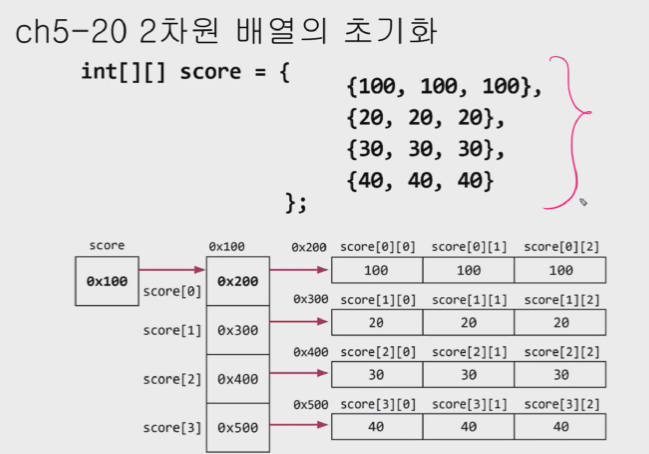 ch5-20 2차원 배열의 초기화
int[][] score = {
{100, 100, 100},
{20, 20, 20},
{30, 30, 30},
{40, 40, 40}
};
score 0x100 0x200 score[0][0] score[0][1] score[0][2]
0x100 score[0] 0x200 100 100 100
0x300 score[1][0] score[1][1] score[1][2]
score[1] 0x300 20 20 20
0x400 score[2][0] score[2][1] score[2][2]
score[2] 0x400 30 30 30
0x500 score[3][0] score[3][1] score[3][2]
score[3] 0x500 40 40 40